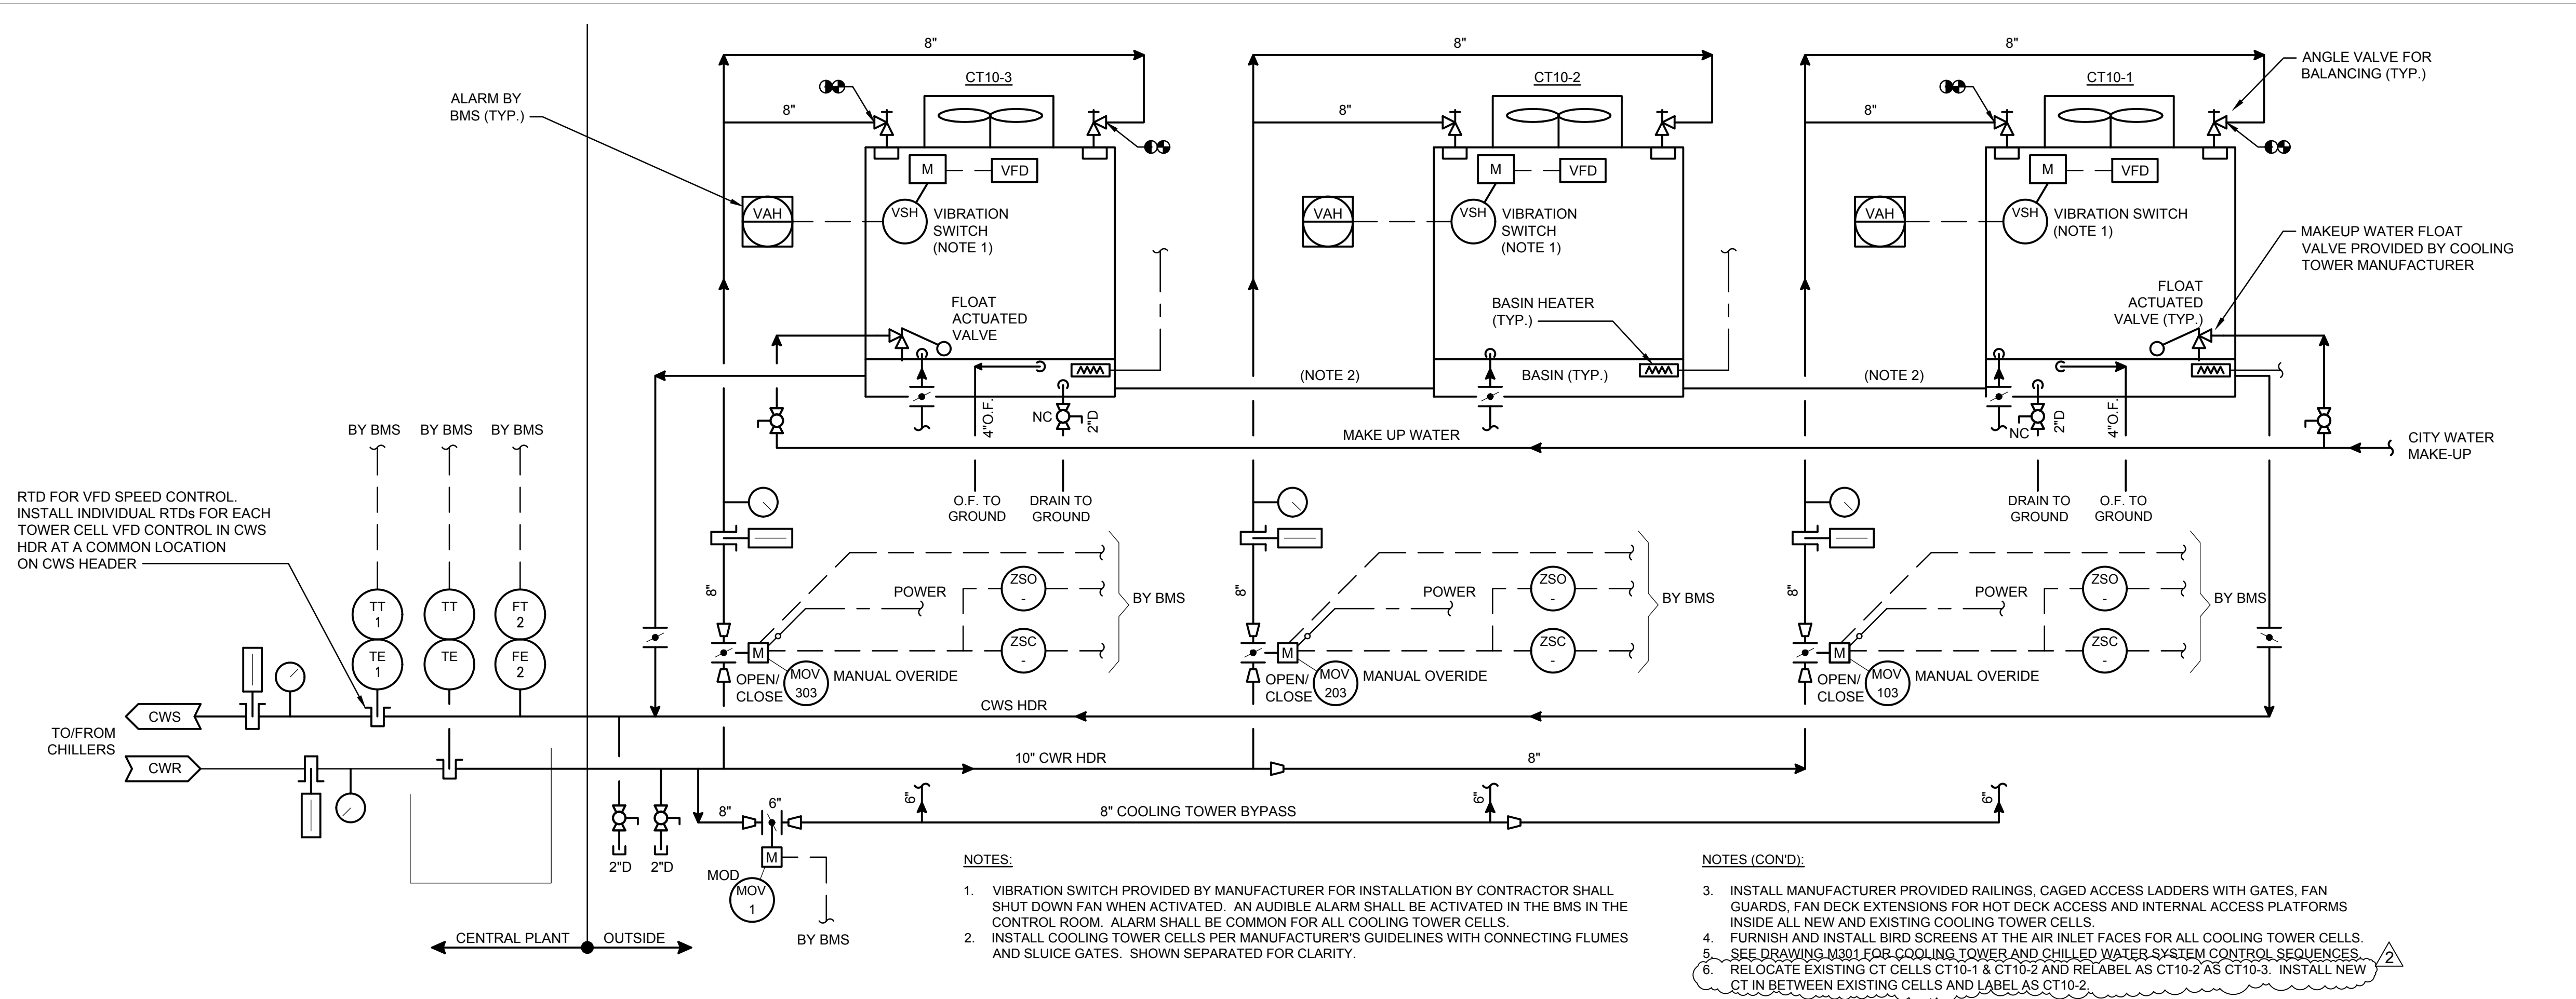 8"
8"
8"
CT10-3
CT10-2
CT10-1
ANGLE VALVE FOR
BALANCING (TYP.)
ALARM BY
BMS (TYP.)
8"
8"
8"
M
VFD
M
VFD
M
VFD
VAH
VSH
VIBRATION
SWITCH
(NOTE 1)
VAH
VSH
VIBRATION
SWITCH
(NOTE 1)
VAH
VSH
VIBRATION SWITCH
(NOTE 1)
MAKEUP WATER FLOAT
VALVE PROVIDED BY COOLING
TOWER MANUFACTURER
FLOAT
ACTUATED
VALVE
BASIN HEATER
(TYP.)
FLOAT
ACTUATED
VALVE (TYP.)
(NOTE 2)
BASIN (TYP.)
(NOTE 2)
4"O.F.
NC
2"D
NC
2"D
4"O.F.
MAKE UP WATER
CITY WATER
MAKE-UP
BY BMS
BY BMS
BY BMS
RTD FOR VFD SPEED CONTROL.
INSTALL INDIVIDUAL RTDs FOR EACH
TOWER CELL VFD CONTROL IN CWS
HDR AT A COMMON LOCATION
ON CWS HEADER
O.F. TO
GROUND
DRAIN TO
GROUND
DRAIN TO
GROUND
O.F. TO
GROUND
TT
1
TE
1
TT
TE
FT
2
FE
2
8"
POWER
ZSO
-
ZSC
-
BY BMS
M
OPEN/
CLOSE
MOV
303
MANUAL OVERIDE
8"
POWER
ZSO
-
ZSC
-
BY BMS
M
OPEN/
CLOSE
MOV
203
MANUAL OVERIDE
8"
POWER
ZSO
-
ZSC
-
BY BMS
M
OPEN/
CLOSE
MOV
103
MANUAL OVERIDE
CWS
CWS HDR
TO/FROM
CHILLERS
CWR
10" CWR HDR
8"
8"
6"
6"
8" COOLING TOWER BYPASS
6"
6"
2"D
2"D
M
MOD
MOV
1
BY BMS
CENTRAL PLANT
OUTSIDE
NOTES:
1. VIBRATION SWITCH PROVIDED BY MANUFACTURER FOR INSTALLATION BY CONTRACTOR SHALL
SHUT DOWN FAN WHEN ACTIVATED. AN AUDIBLE ALARM SHALL BE ACTIVATED IN THE BMS IN THE
CONTROL ROOM. ALARM SHALL BE COMMON FOR ALL COOLING TOWER CELLS.
2. INSTALL COOLING TOWER CELLS PER MANUFACTURER'S GUIDELINES WITH CONNECTING FLUMES
AND SLUICE GATES. SHOWN SEPARATED FOR CLARITY.
NOTES (CON'D):
3. INSTALL MANUFACTURER PROVIDED RAILINGS, CAGED ACCESS LADDERS WITH GATES, FAN
GUARDS, FAN DECK EXTENSIONS FOR HOT DECK ACCESS AND INTERNAL ACCESS PLATFORMS
INSIDE ALL NEW AND EXISTING COOLING TOWER CELLS.
4. FURNISH AND INSTALL BIRD SCREENS AT THE AIR INLET FACES FOR ALL COOLING TOWER CELLS.
5. SEE DRAWING M301 FOR COOLING TOWER AND CHILLED WATER SYSTEM CONTROL SEQUENCES.
6. RELOCATE EXISTING CT CELLS CT10-1 & CT10-2 AND RELABEL AS CT10-2 AS CT10-3. INSTALL NEW
CT IN BETWEEN EXISTING CELLS AND LABEL AS CT10-2.
2